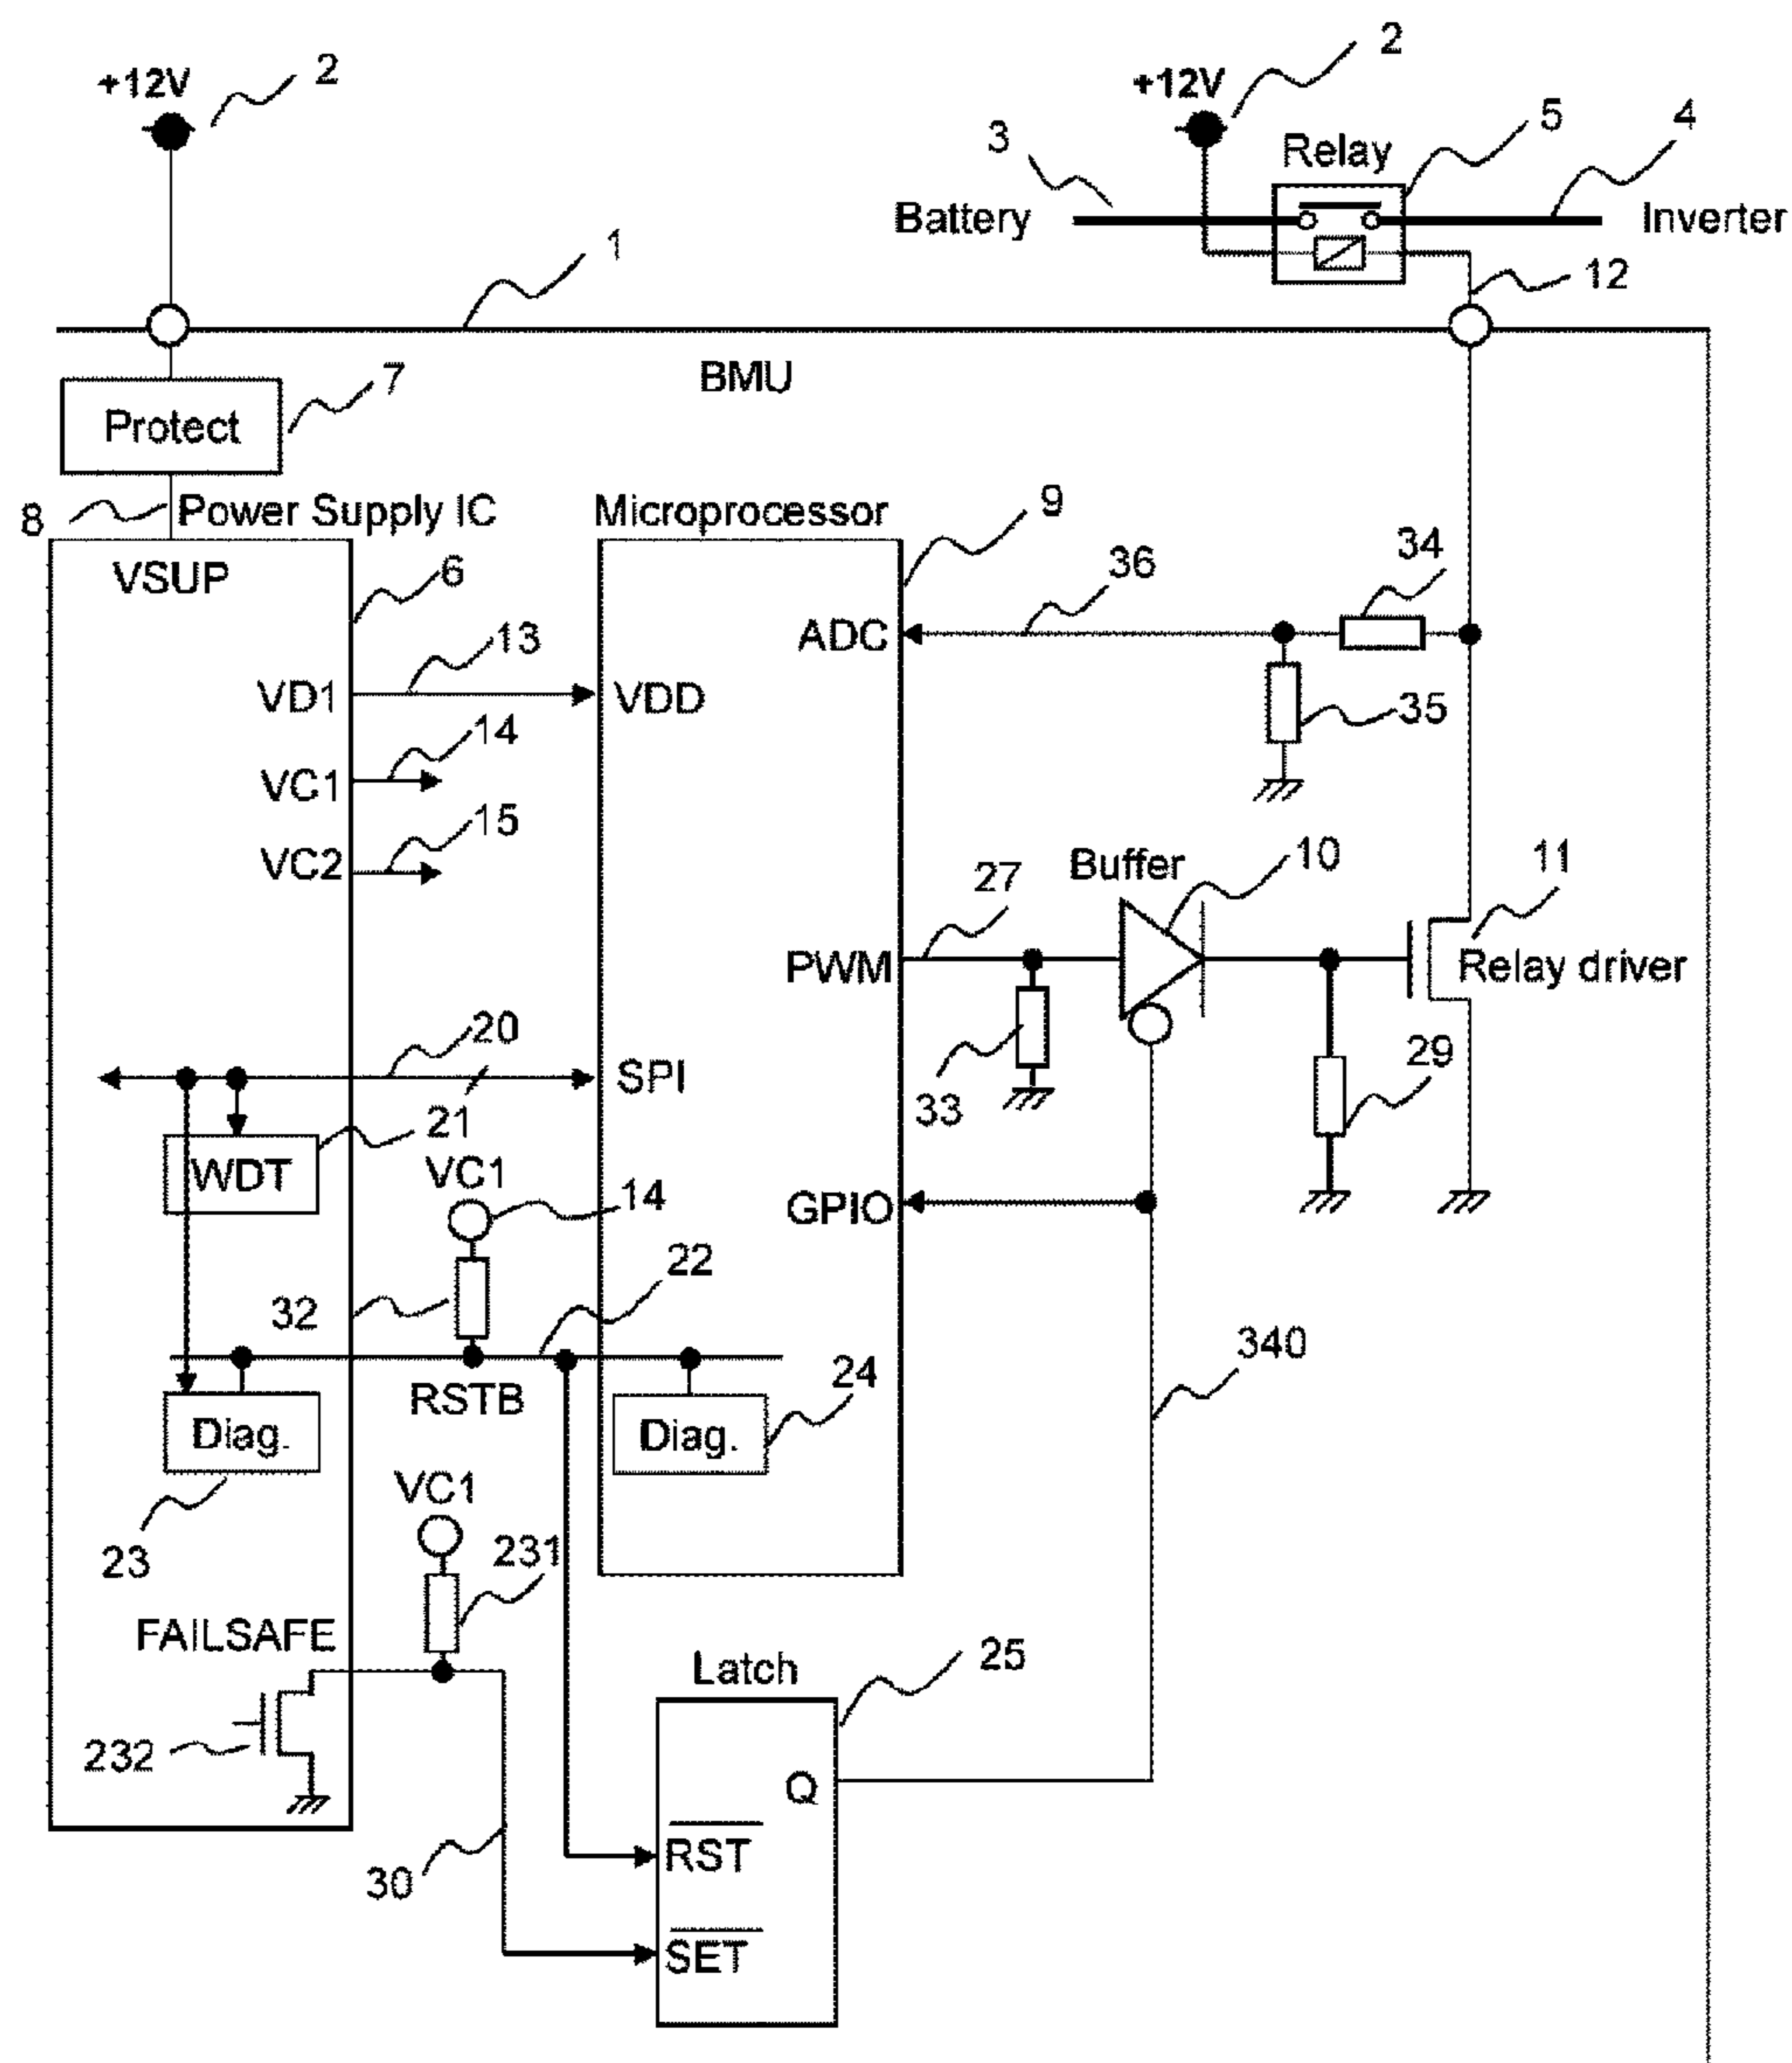 +12V
2
+12V
2
3
Relay
5
4
Battery
Inverter
1
12
BMU
7
Protect
8
Power Supply IC
Microprocessor
9
VSUP
6
36
34
ADC
13
VD1
VDD
35
14
VC1
15
VC2
Buffer
10
11
27
PWM
Relay driver
20
SPI
29
33
21
WDT
VC1
14
GPIO
22
32
340
24
RSTB
Diag.
Diag.
VC1
23
231
FAILSAFE
Latch
25
232
Q
RST
30
SET